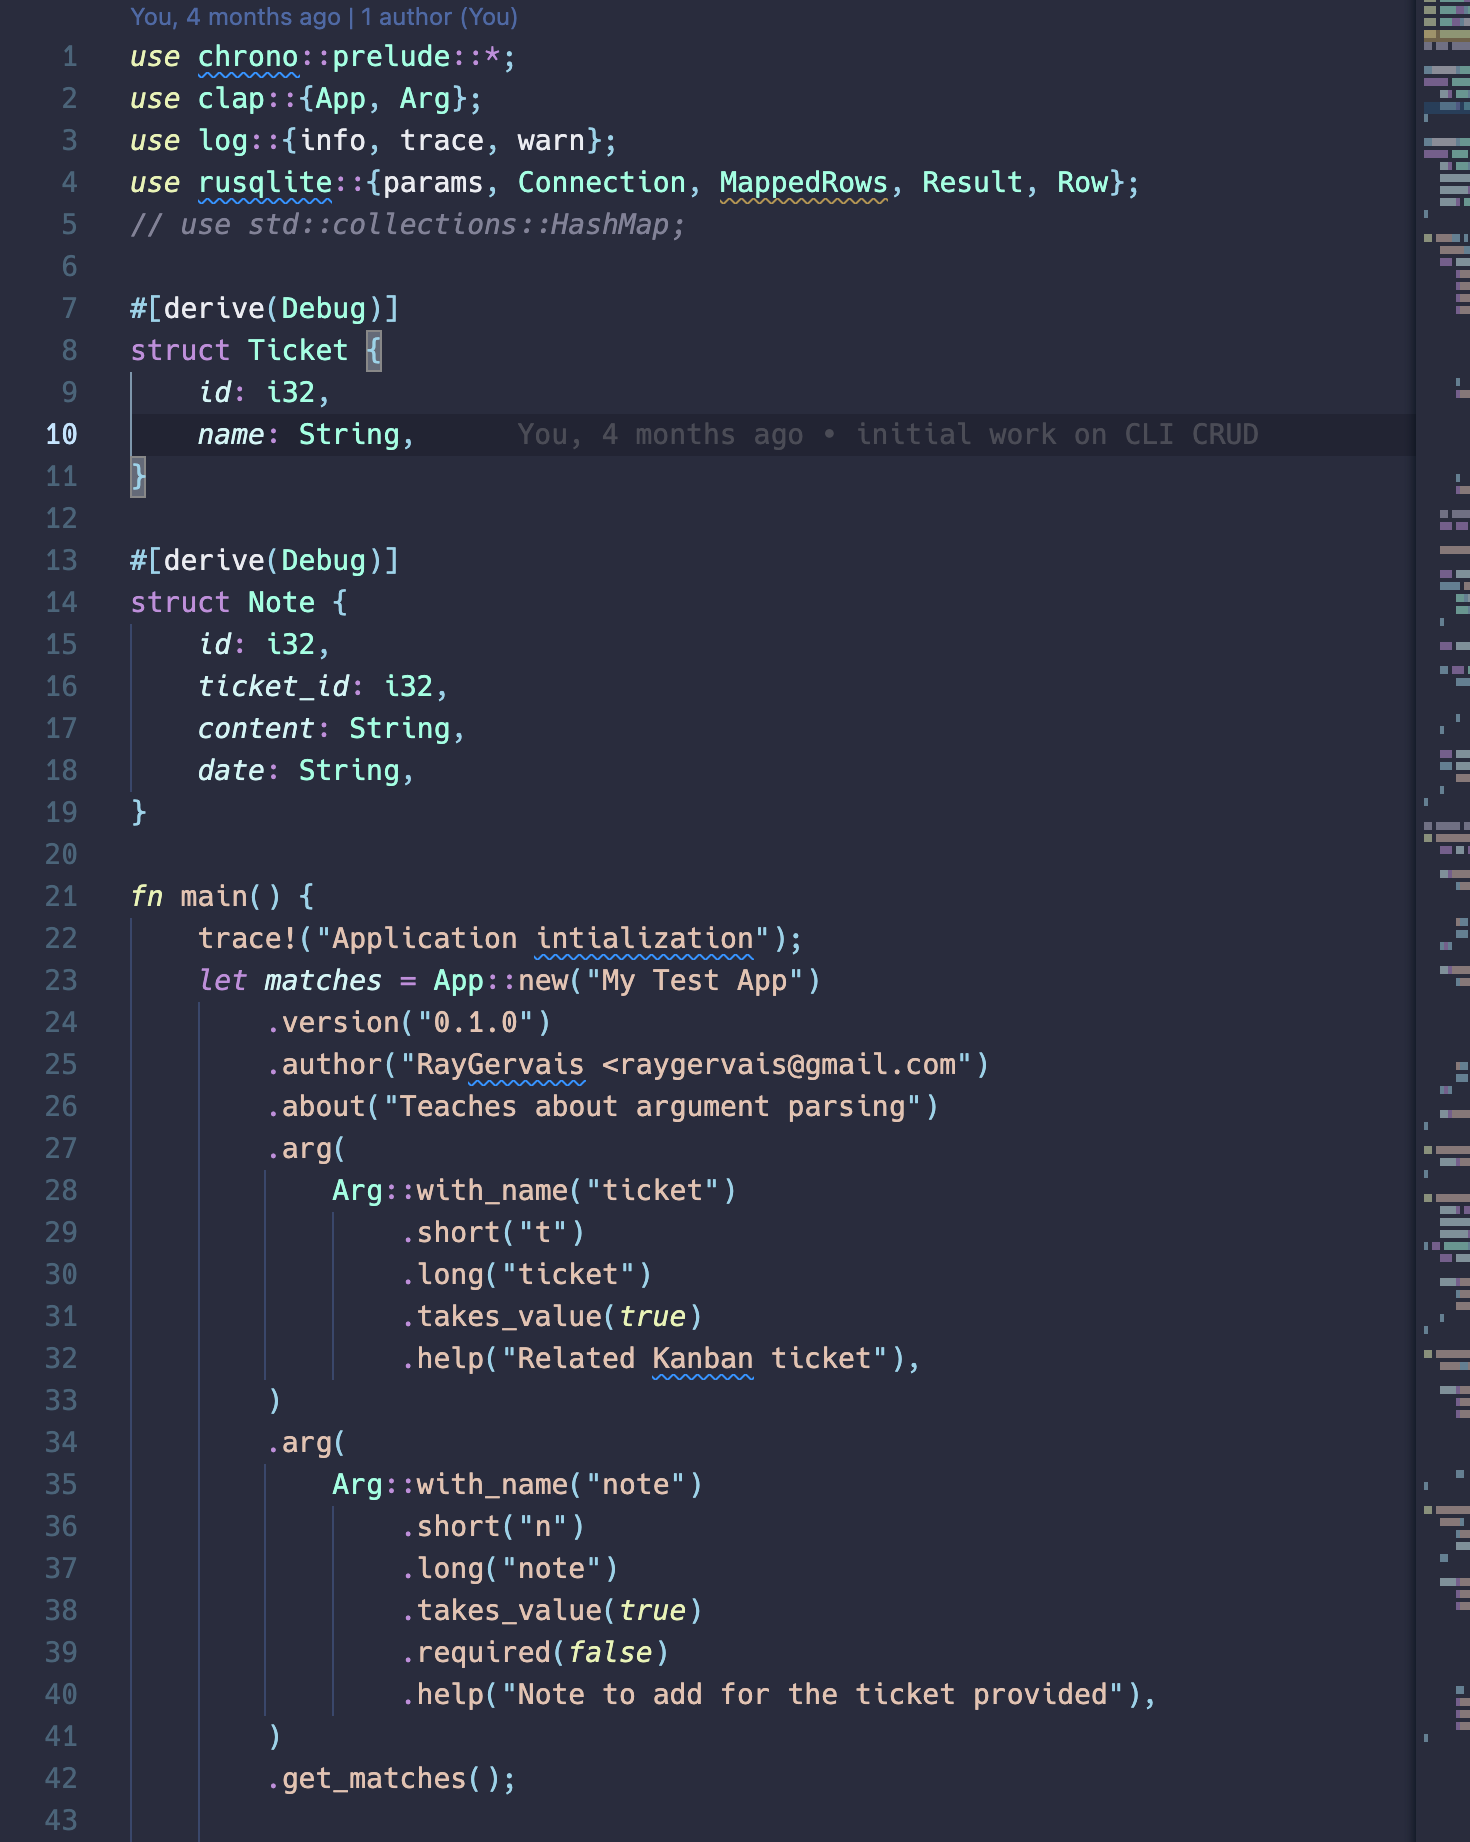 You, 4 months ago | 1 author (You)
1 use chrono::prelude::*;
2 use clap::{App, Arg};
3 use log::{info, trace, warn};
4 use rusqlite::{params, Connection, MappedRows, Result, Row};
5 // use std::collections::HashMap;
6
7 #[derive(Debug)]
8 struct Ticket {
9     id: i32,
10     name: String,      You, 4 months ago • initial work on CLI CRUD
11 }
12
13 #[derive(Debug)]
14 struct Note {
15     id: i32,
16     ticket_id: i32,
17     content: String,
18     date: String,
19 }
20
21 fn main() {
22     trace!("Application intialization");
23     let matches = App::new("My Test App")
24         .version("0.1.0")
25         .author("RayGervais <raygervais@gmail.com")
26         .about("Teaches about argument parsing")
27         .arg(
28             Arg::with_name("ticket")
29                 .short("t")
30                 .long("ticket")
31                 .takes_value(true)
32                 .help("Related Kanban ticket"),
33         )
34         .arg(
35             Arg::with_name("note")
36                 .short("n")
37                 .long("note")
38                 .takes_value(true)
39                 .required(false)
40                 .help("Note to add for the ticket provided"),
41         )
42         .get_matches();
43